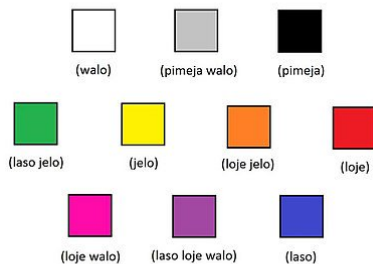 (walo) (pimeja walo) (pimeja)
(laso jelo) (jelo) (loje jelo) (loje)
(loje walo) (laso loje walo) (laso)